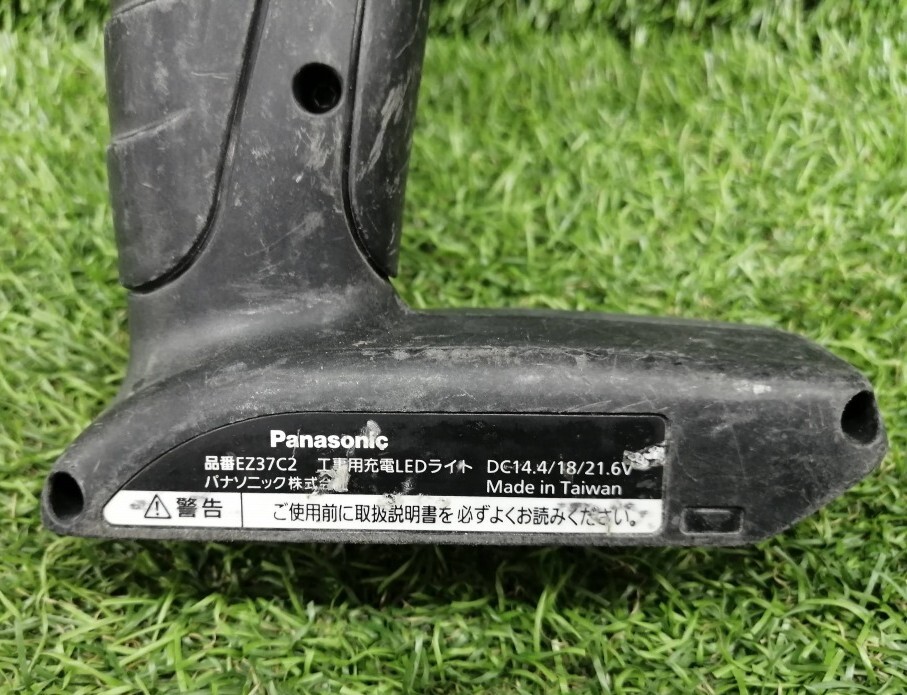 Panasonic
品番EZ37C2 工事用充電LEDライト DC14.4/18/21.6V
パナソニック株式会 Made in Taiwan
⚠警告 ご使用前に取扱説明書を必ずよくお読みください。